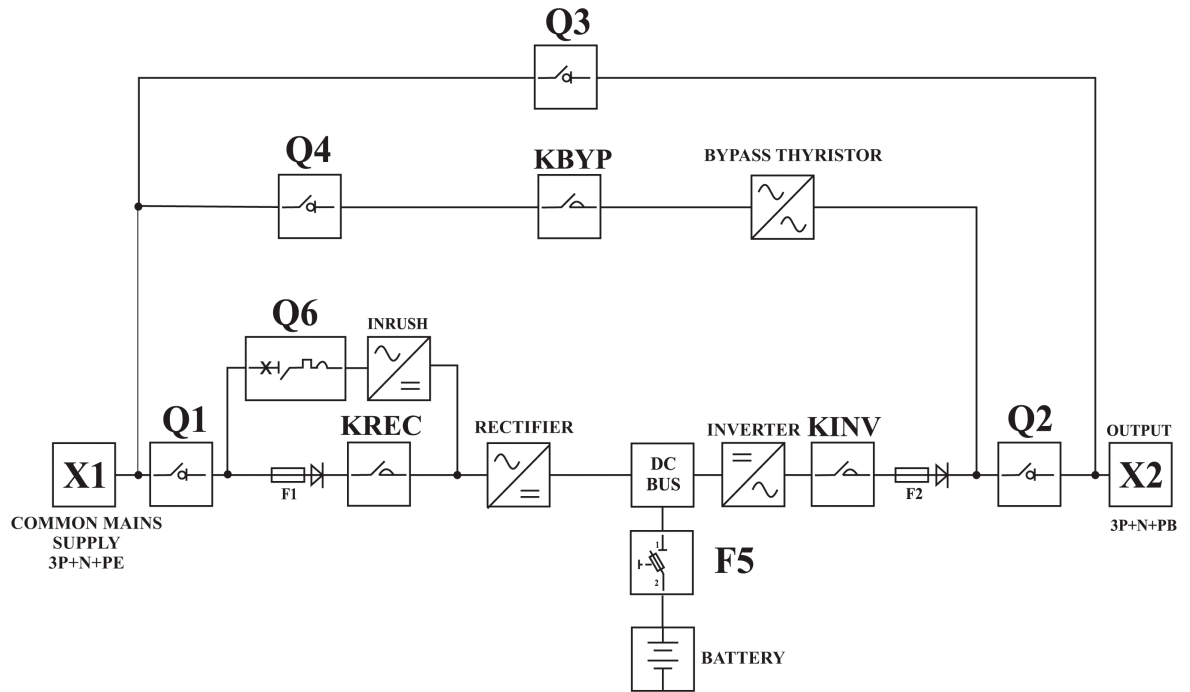 Q3
Q4
KBYP
BYPASS THYRISTOR
Q6
INRUSH
Q1
KREC
RECTIFIER
INVERTER
KINV
Q2
OUTPUT
X1
F1
DC
BUS
F2
X2
COMMON MAINS
SUPPLY
3P+N+PE
3P+N+PB
1
2
F5
BATTERY